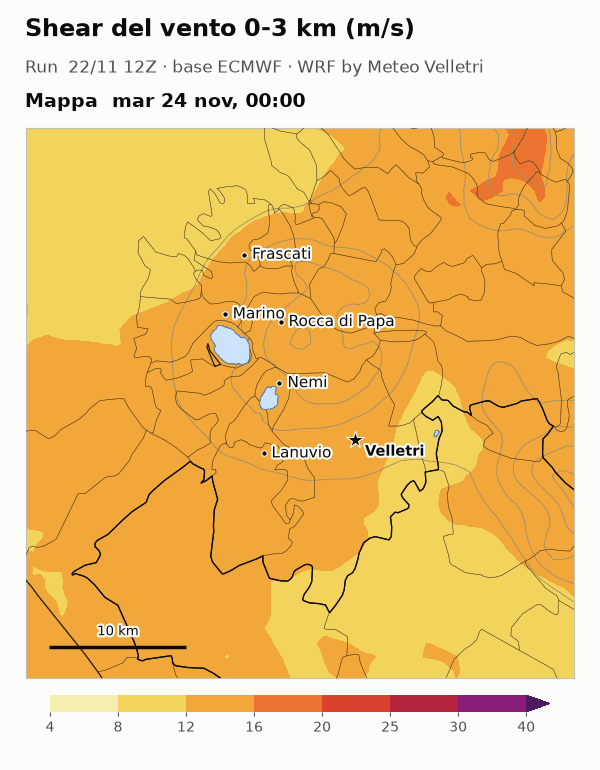 Shear del vento 0-3 km (m/s)
Run  22/11 12Z · base ECMWF · WRF by Meteo Velletri
Mappa  mar 24 nov, 00:00
Frascati
Marino
Rocca di Papa
Nemi
Velletri
Lanuvio
10 km
4 8 12 16 20 25 30 40